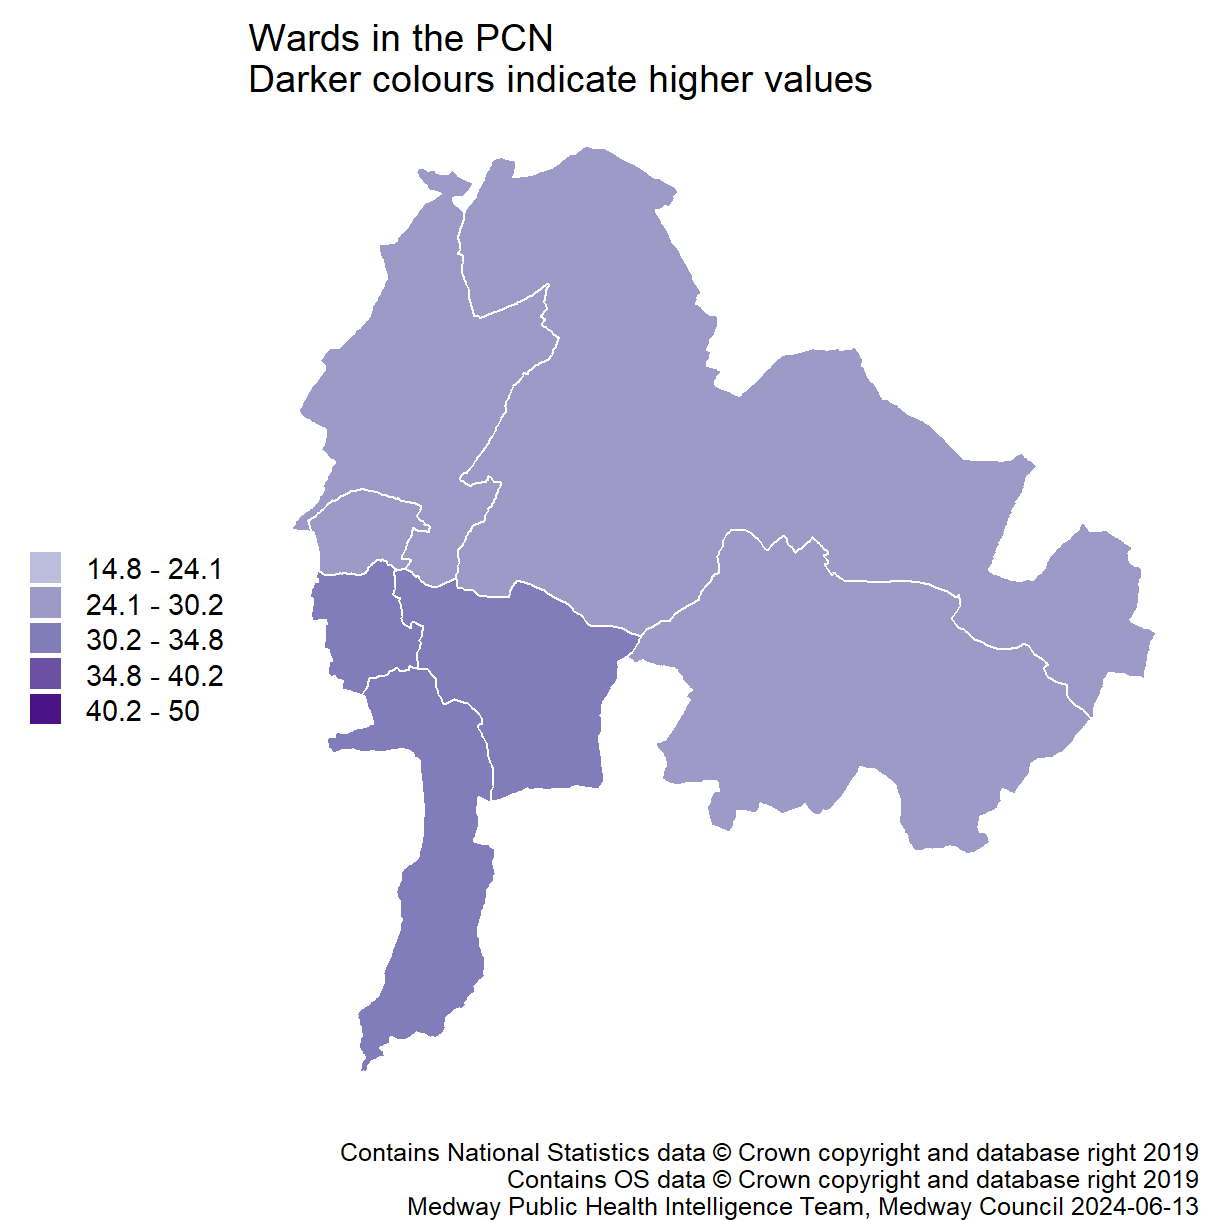 Wards in the PCN
Darker colours indicate higher values
14.8 - 24.1
24.1 - 30.2
30.2 - 34.8
34.8 - 40.2
40.2 - 50
Contains National Statistics data © Crown copyright and database right 2019
Contains OS data © Crown copyright and database right 2019
Medway Public Health Intelligence Team, Medway Council 2024-06-13